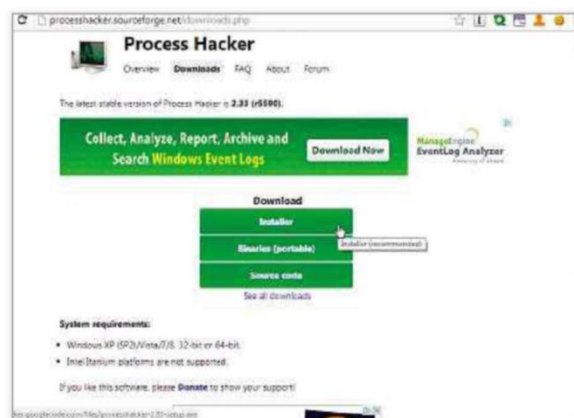 processhacker.sourceforge.net/downloads.php
Process Hacker
Overview Downloads FAQ About Forum
The latest stable version of Process Hacker is 2.33 (r5590).
Collect, Analyze, Report, Archive and
Search Windows Event Logs
Download Now
ManageEngine
EventLog Analyzer
Download
Installer
Installer (recommended)
Binaries (portable)
Source code
See all downloads
System requirements:
Windows XP (SP2)/Vista/7/8, 32-bit or 64-bit.
Intel Itanium platforms are not supported.
If you like this software, please Donate to show your support!